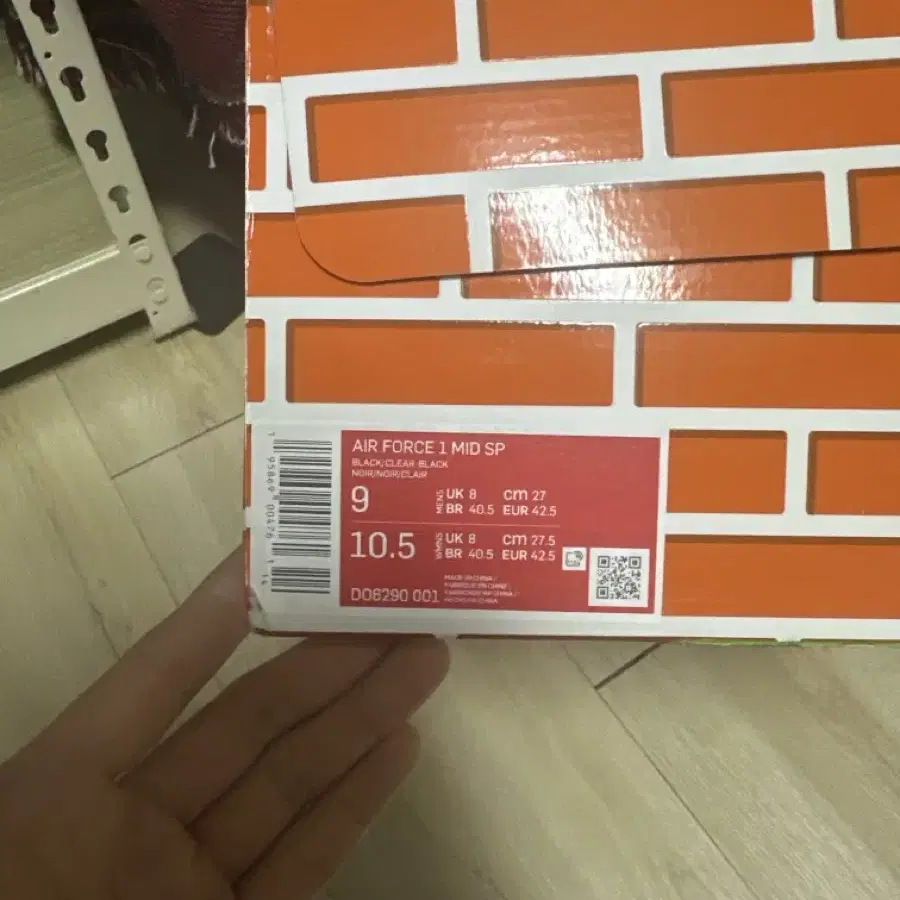 AIR FORCE 1 MID SP
BLACK/CLEAR-BLACK
NOIR/NOIR/CLAIR
9 MENS UK 8 cm 27
BR 40.5 EUR 42.5
10.5 WMNS UK 8 cm 27.5
BR 40.5 EUR 42.5
DO8290 001
MADE IN CHINA /